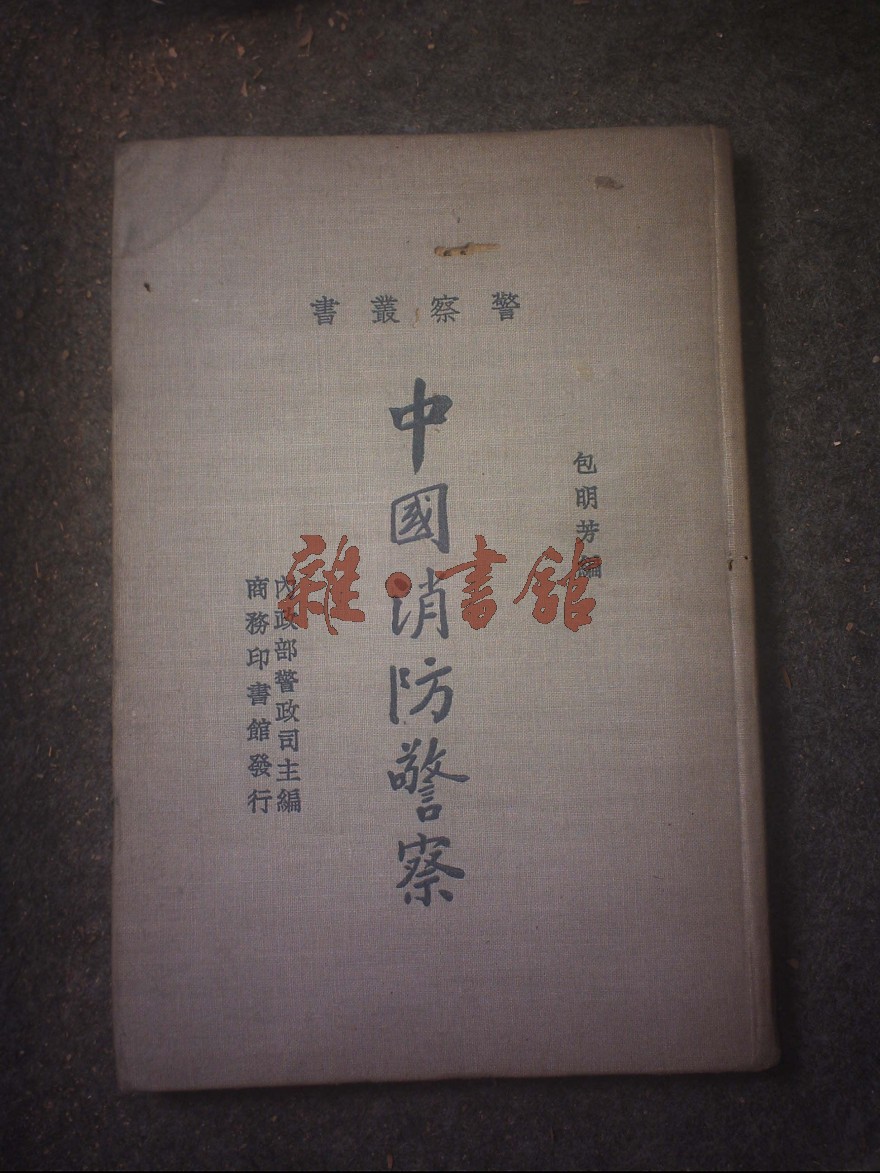 警察叢書
包明芳編
中國消防警察
內政部警政司主編
商務印書館發行
雜·書館